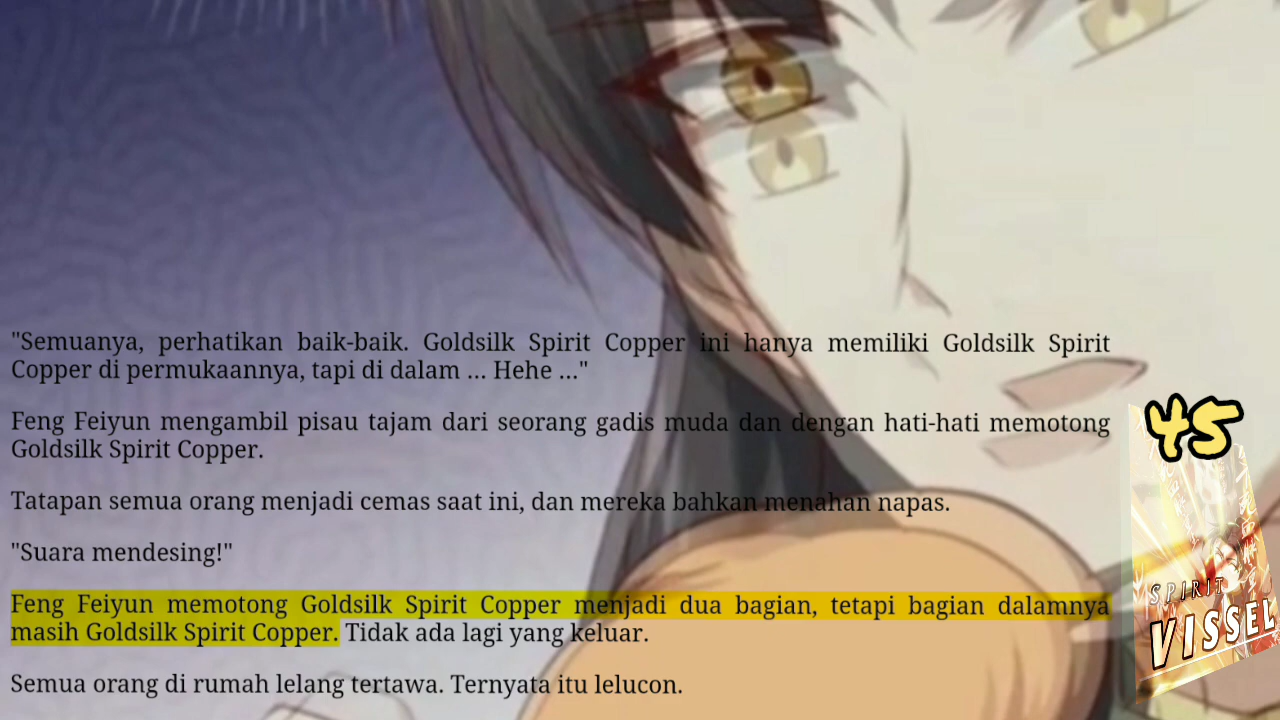 "Semuanya, perhatikan baik-baik. Goldsilk Spirit Copper ini hanya memiliki Goldsilk Spirit
Copper di permukaannya, tapi di dalam ... Hehe ..."
Feng Feiyun mengambil pisau tajam dari seorang gadis muda dan dengan hati-hati memotong
Goldsilk Spirit Copper.
Tatapan semua orang menjadi cemas saat ini, dan mereka bahkan menahan napas.
"Suara mendesing!"
Feng Feiyun memotong Goldsilk Spirit Copper menjadi dua bagian, tetapi bagian dalamnya
masih Goldsilk Spirit Copper. Tidak ada lagi yang keluar.
Semua orang di rumah lelang tertawa. Ternyata itu lelucon.
45
SPIRIT
VISSEL